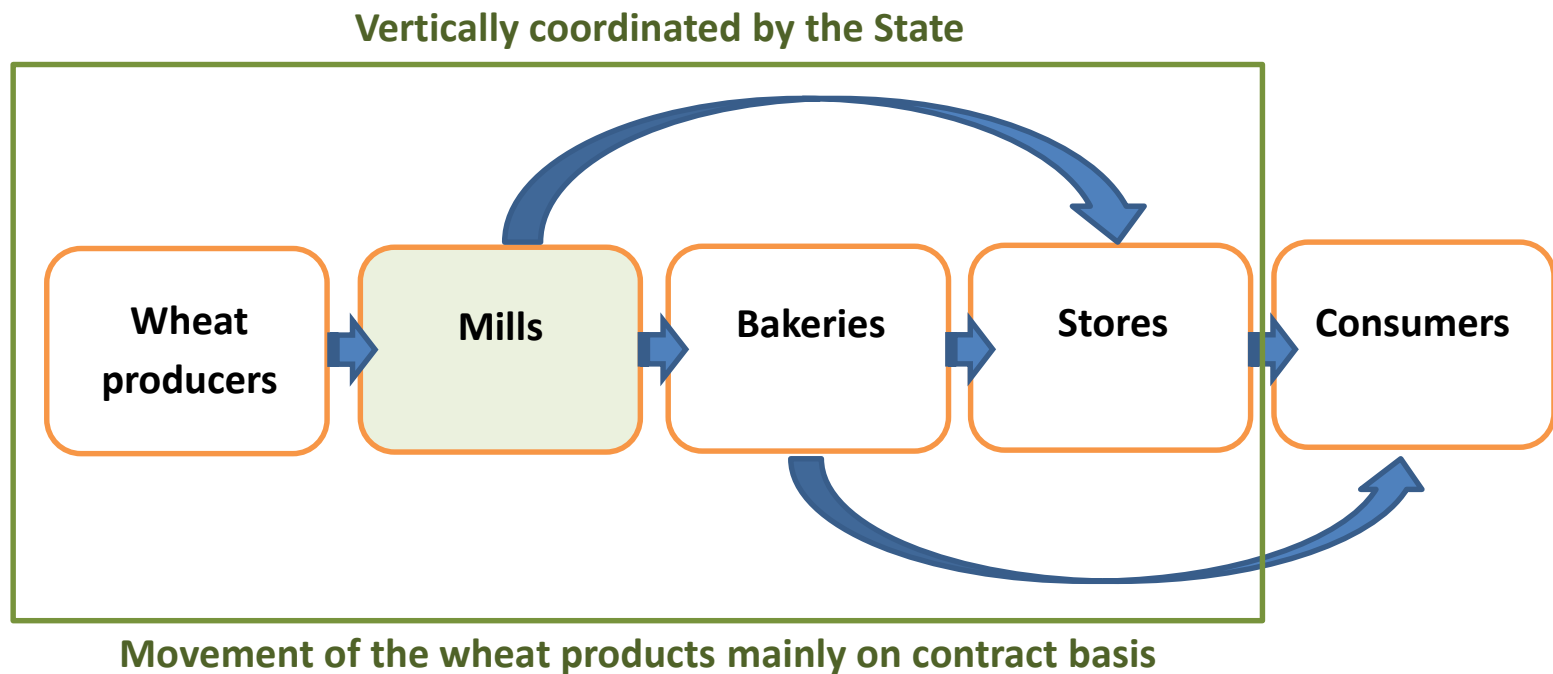 Vertically coordinated by the State
Wheat
producers
Mills
Bakeries
Stores
Consumers
Movement of the wheat products mainly on contract basis